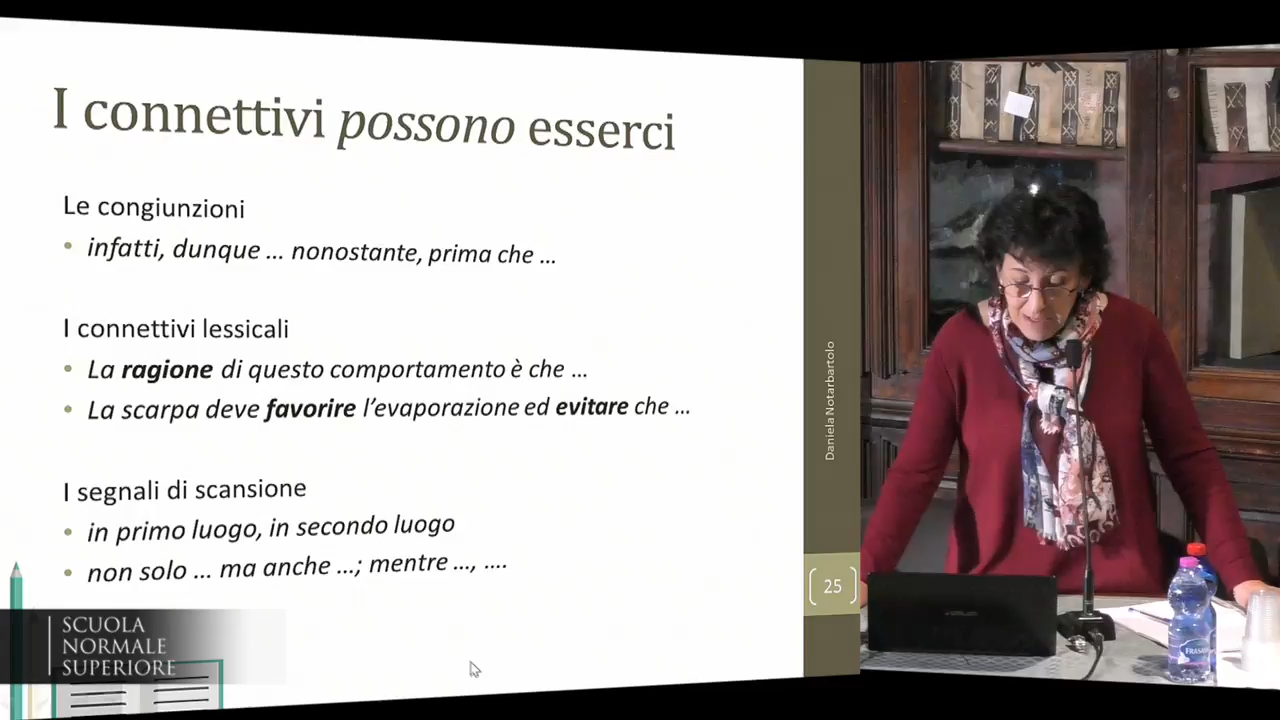 I connettivi possono esserci
Le congiunzioni
• infatti, dunque … nonostante, prima che …
I connettivi lessicali
• La ragione di questo comportamento è che …
• La scarpa deve favorire l'evaporazione ed evitare che …
I segnali di scansione
• in primo luogo, in secondo luogo
• non solo … ma anche …; mentre …, ….
Daniela Notarbartolo
25
SCUOLA
NORMALE
SUPERIORE